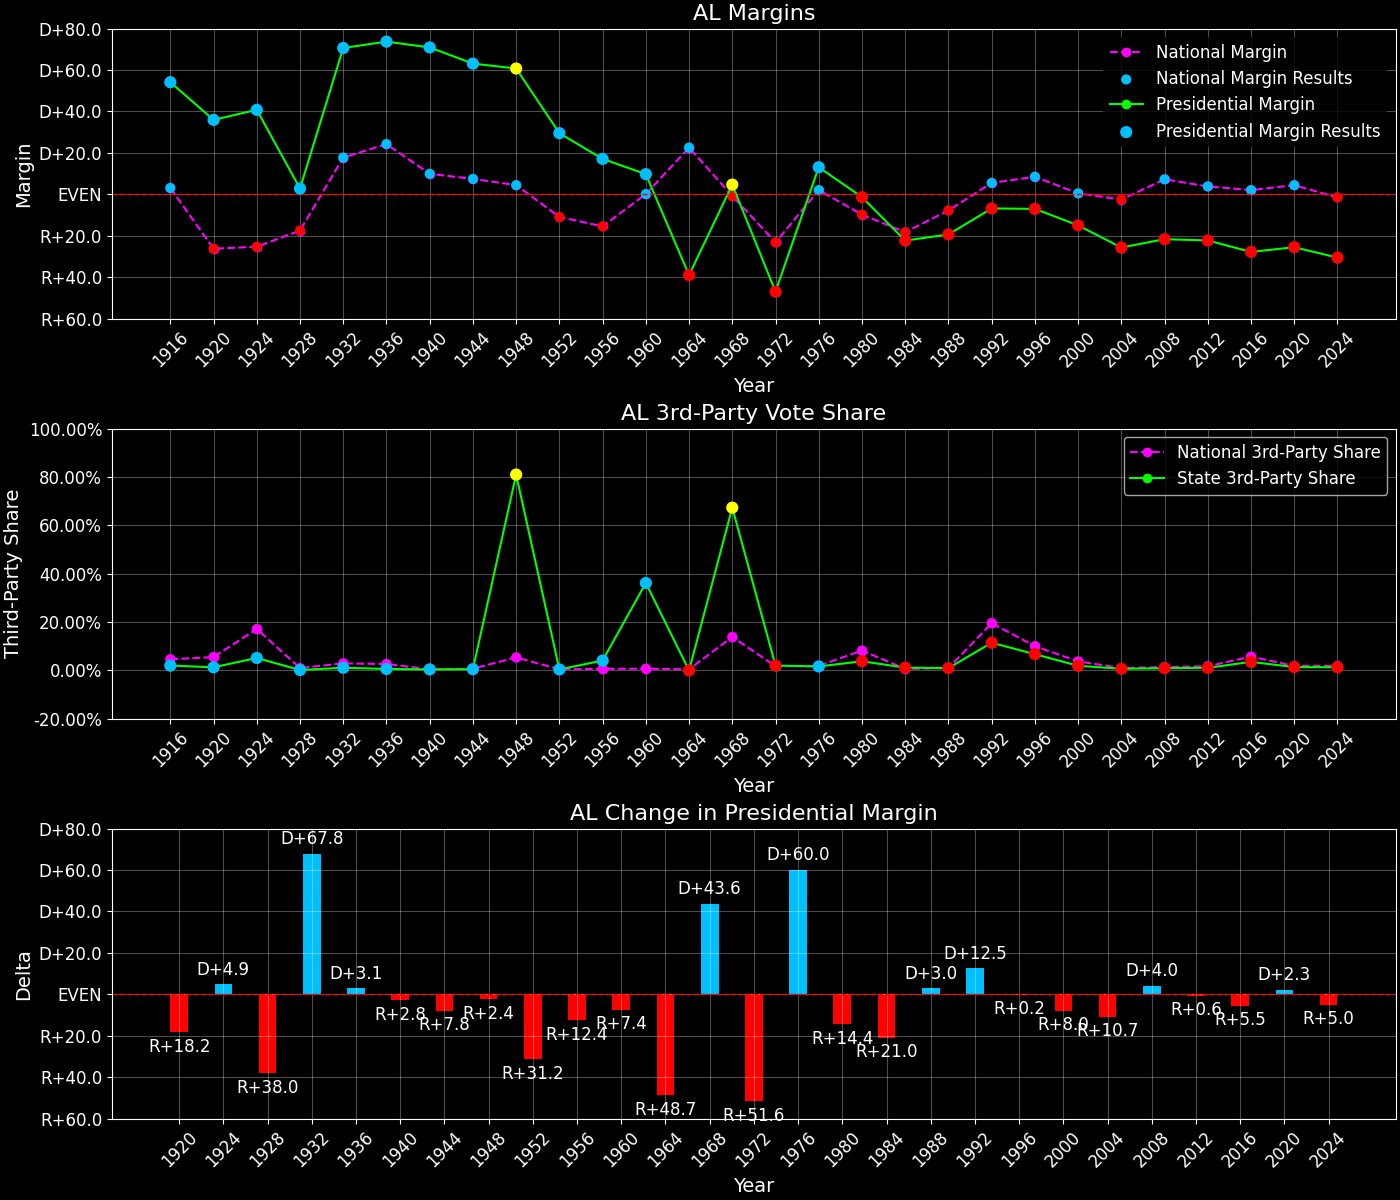 AL Margins
D+80.0
D+60.0
D+40.0
D+20.0
EVEN
R+20.0
R+40.0
R+60.0
Margin
National Margin
National Margin Results
Presidential Margin
Presidential Margin Results
1916 1920 1924 1928 1932 1936 1940 1944 1948 1952 1956 1960 1964 1968 1972 1976 1980 1984 1988 1992 1996 2000 2004 2008 2012 2016 2020 2024
Year
AL 3rd-Party Vote Share
100.00%
80.00%
60.00%
40.00%
20.00%
0.00%
-20.00%
Third-Party Share
National 3rd-Party Share
State 3rd-Party Share
1916 1920 1924 1928 1932 1936 1940 1944 1948 1952 1956 1960 1964 1968 1972 1976 1980 1984 1988 1992 1996 2000 2004 2008 2012 2016 2020 2024
Year
AL Change in Presidential Margin
D+80.0
D+60.0
D+40.0
D+20.0
EVEN
R+20.0
R+40.0
R+60.0
Delta
R+18.2
D+4.9
R+38.0
D+67.8
D+3.1
R+2.8
R+7.8
R+2.4
R+31.2
R+12.4
R+7.4
R+48.7
D+43.6
R+51.6
D+60.0
R+14.4
R+21.0
D+3.0
D+12.5
R+0.2
R+8.0
R+10.7
D+4.0
R+0.6
R+5.5
D+2.3
R+5.0
1920 1924 1928 1932 1936 1940 1944 1948 1952 1956 1960 1964 1968 1972 1976 1980 1984 1988 1992 1996 2000 2004 2008 2012 2016 2020 2024
Year